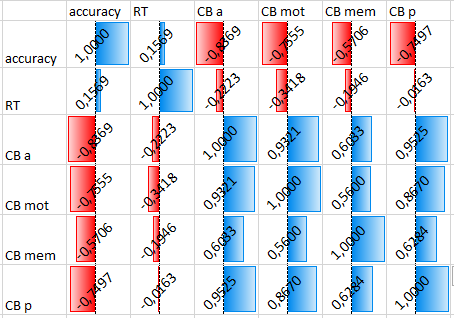 accuracy RT CB a CB mot CB mem CB p
accuracy 1,0000 0,1569 -0,8369 -0,7555 -0,5706 -0,7497
RT 0,1569 1,0000 -0,2223 -0,3418 -0,1946 -0,0163
CB a -0,8369 -0,2223 1,0000 0,9321 0,6033 0,9525
CB mot -0,7555 -0,3418 0,9321 1,0000 0,5600 0,8670
CB mem -0,5706 -0,1946 0,6033 0,5600 1,0000 0,6284
CB p -0,7497 -0,0163 0,9525 0,8670 0,6284 1,0000